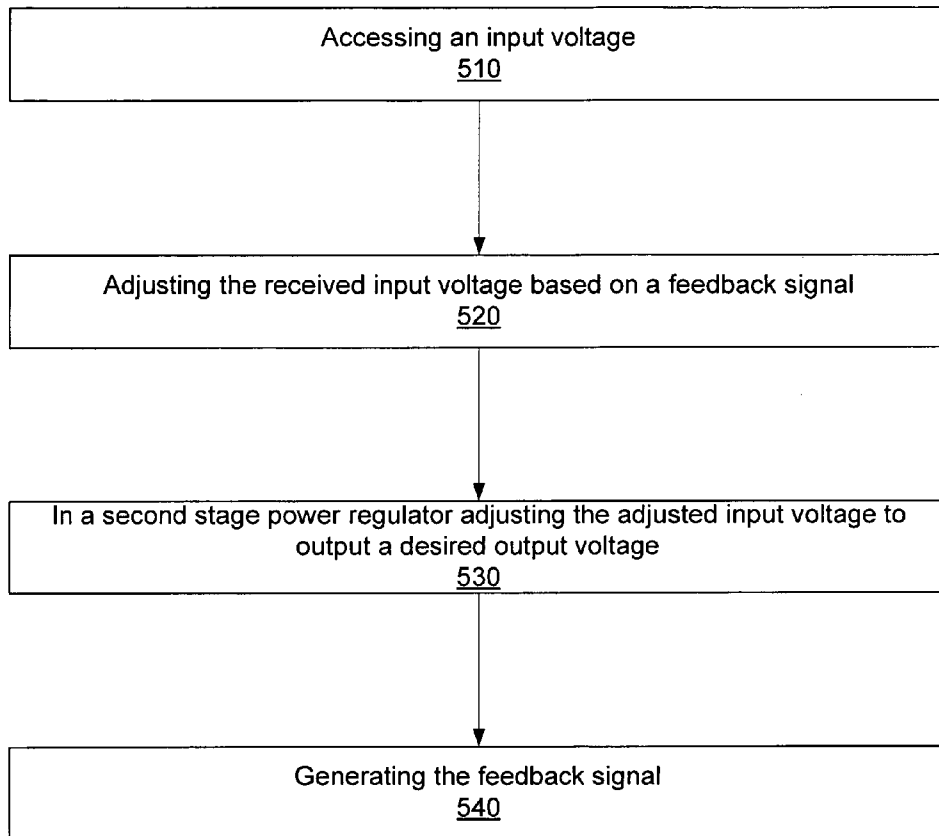 Accessing an input voltage
510
Adjusting the received input voltage based on a feedback signal
520
In a second stage power regulator adjusting the adjusted input voltage to
output a desired output voltage
530
Generating the feedback signal
540